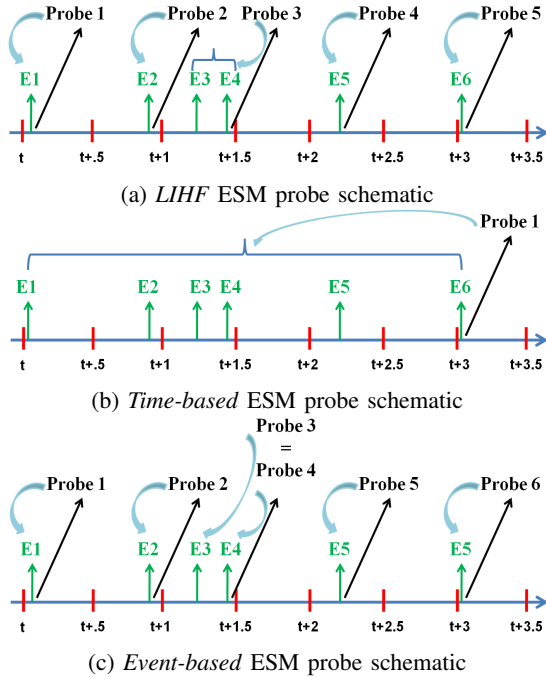 Probe 1 Probe 2 Probe 3 Probe 4 Probe 5
E1 E2 E3 E4 E5 E6
t t+.5 t+1 t+1.5 t+2 t+2.5 t+3 t+3.5
(a) LIHF ESM probe schematic
Probe 1
E1 E2 E3 E4 E5 E6
t t+.5 t+1 t+1.5 t+2 t+2.5 t+3 t+3.5
(b) Time-based ESM probe schematic
Probe 3
=
Probe 1 Probe 2 Probe 4 Probe 5 Probe 6
E1 E2 E3 E4 E5 E5
t t+.5 t+1 t+1.5 t+2 t+2.5 t+3 t+3.5
(c) Event-based ESM probe schematic